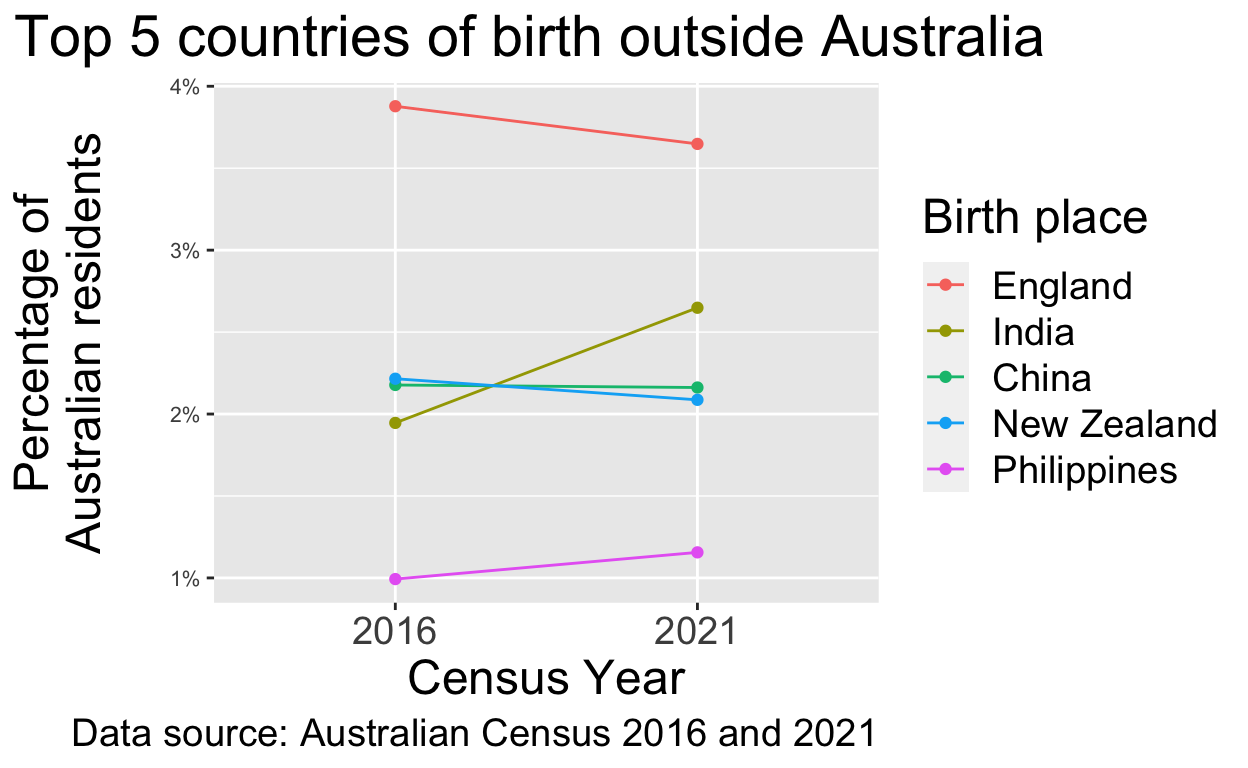 Top 5 countries of birth outside Australia
Percentage of
Australian residents
4%
3%
2%
1%
2016
2021
Census Year
Birth place
England
India
China
New Zealand
Philippines
Data source: Australian Census 2016 and 2021